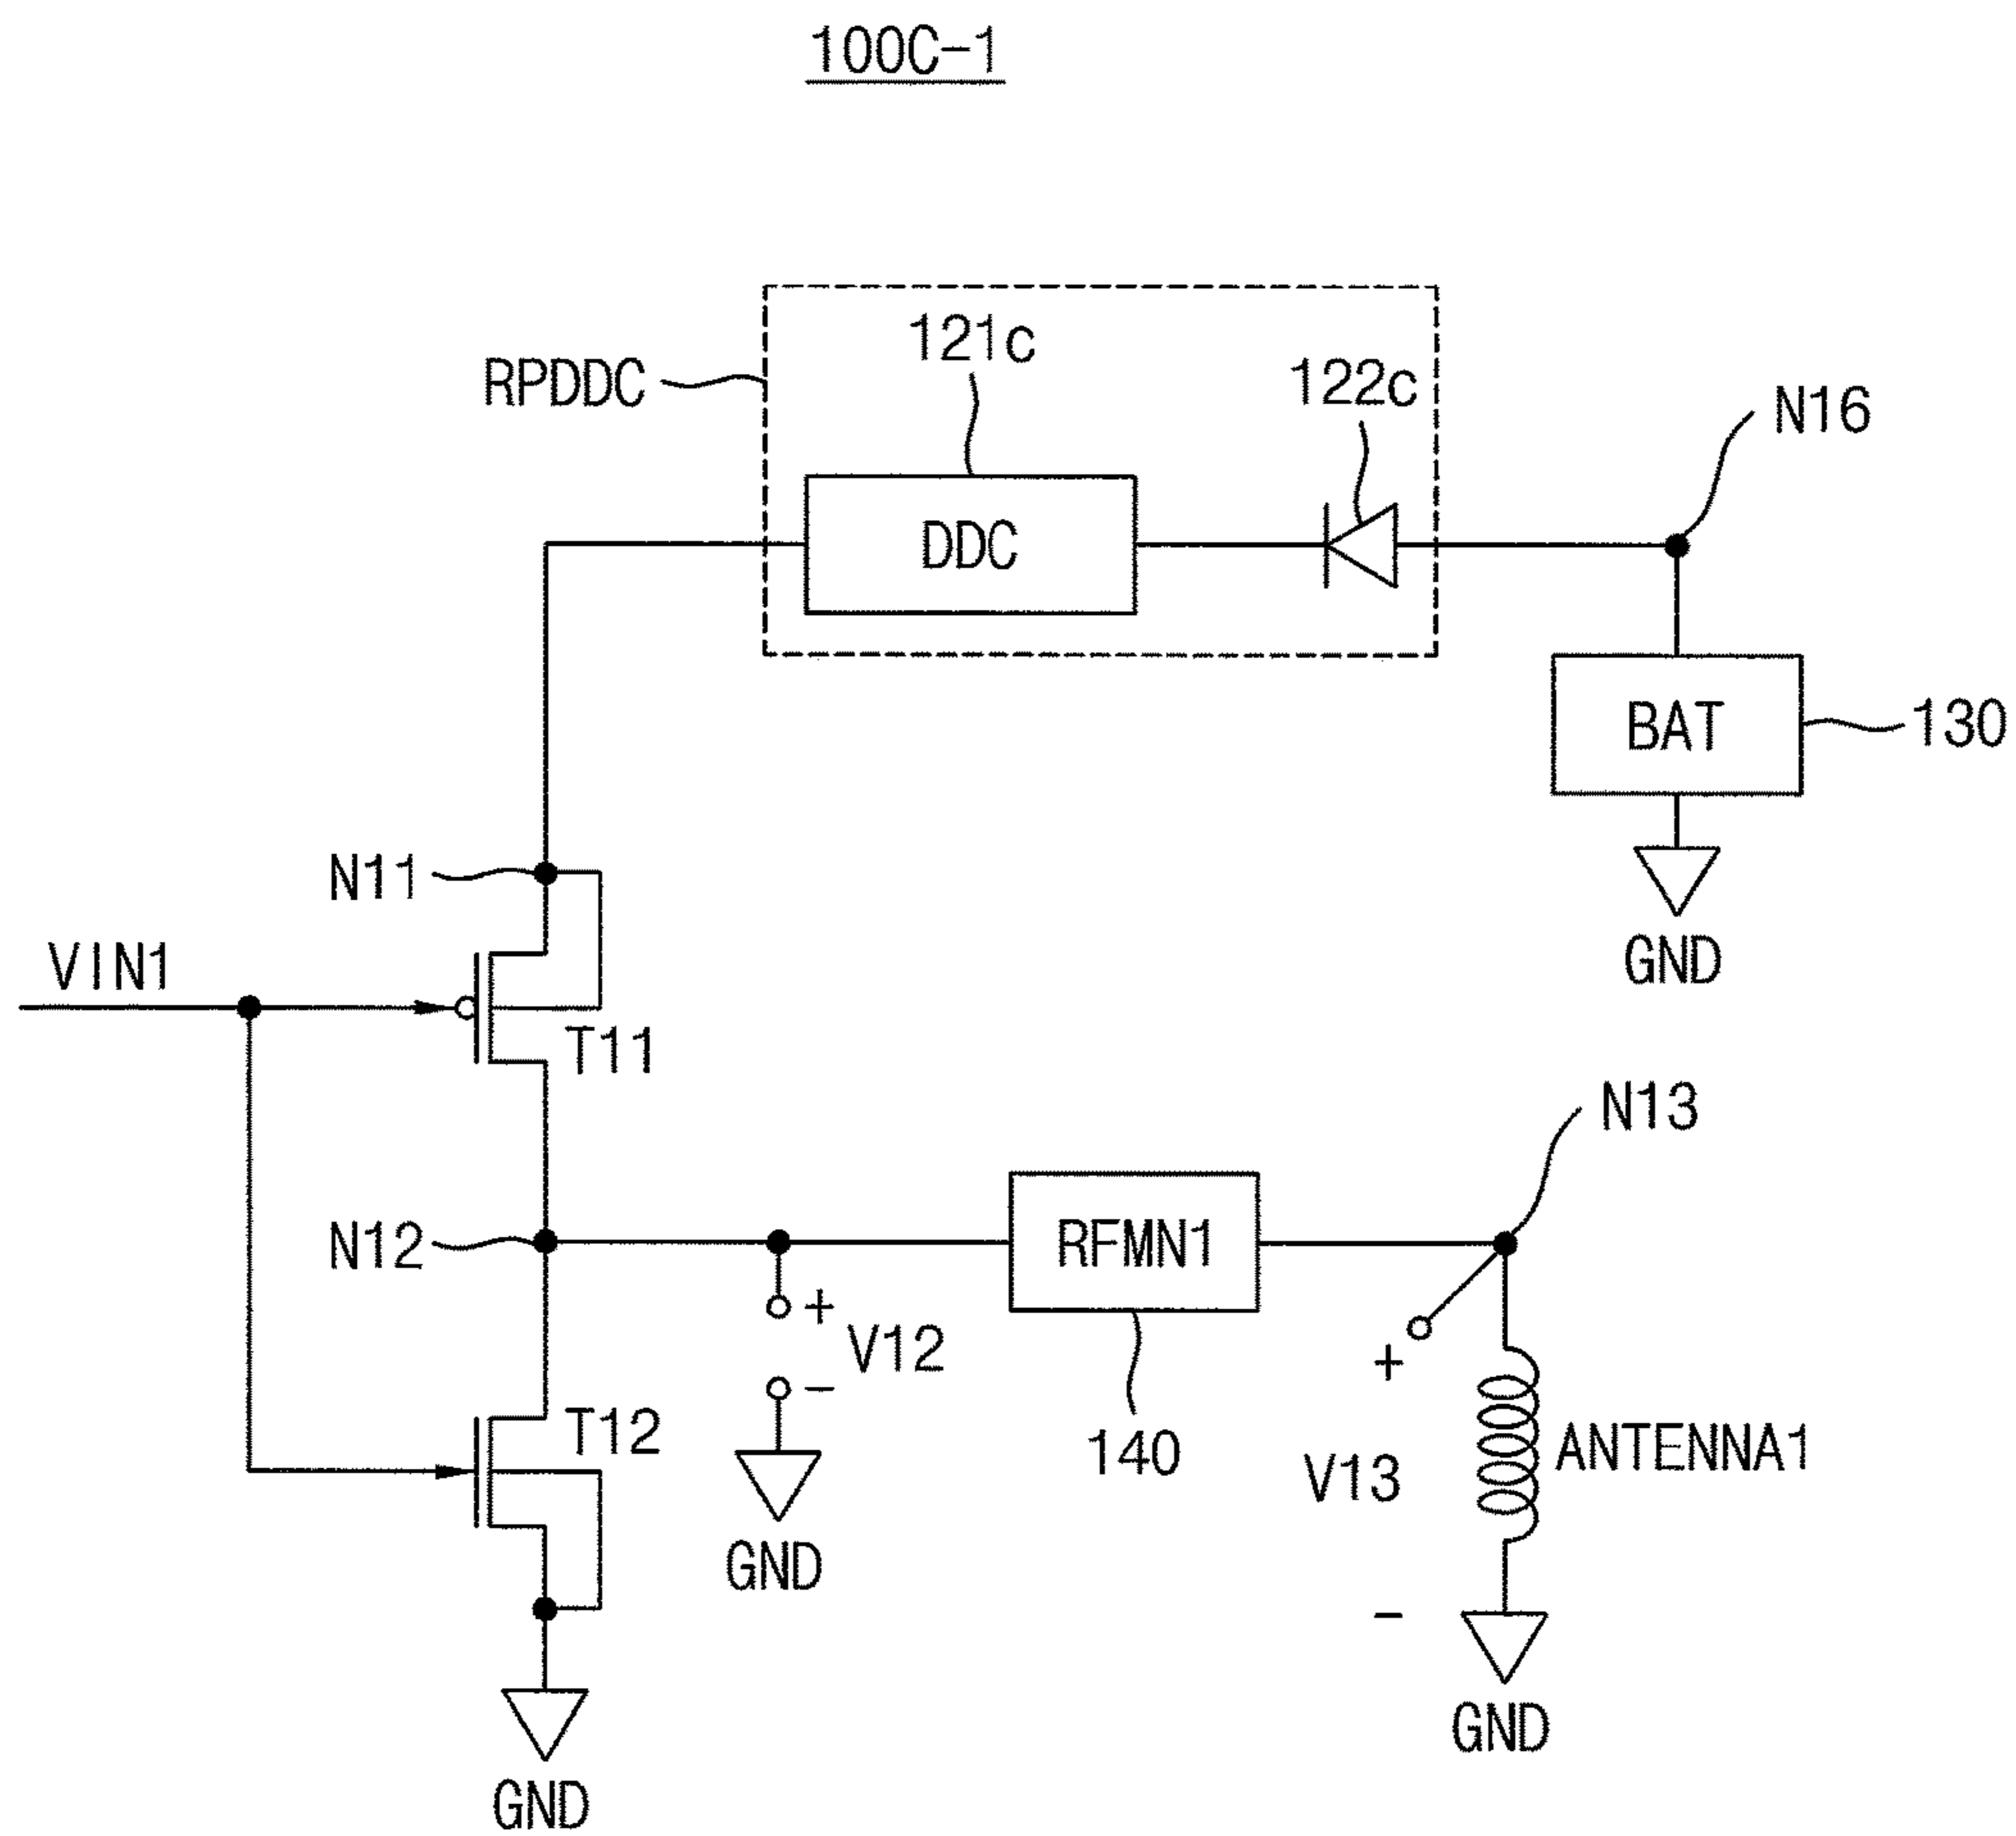 100C-1
121c
RPDDC
122c
N16
DDC
BAT
130
N11
GND
VIN1
T11
N13
N12
RFMN1
+
V12
-
+
T12
140
V13
ANTENNA1
GND
-
GND
GND